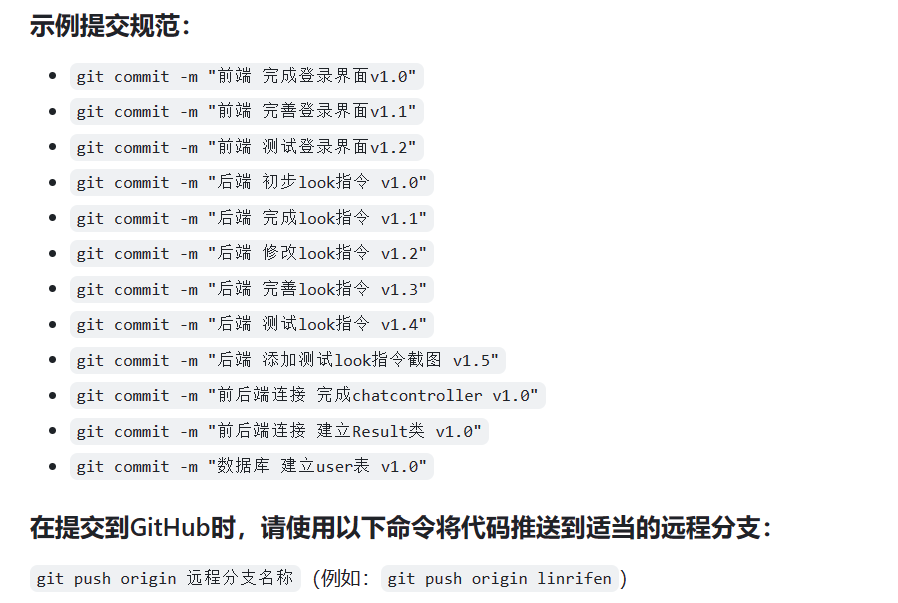 示例提交规范：
git commit -m "前端 完成登录界面v1.0"
git commit -m "前端 完善登录界面v1.1"
git commit -m "前端 测试登录界面v1.2"
git commit -m "后端 初步look指令 v1.0"
git commit -m "后端 完成look指令 v1.1"
git commit -m "后端 修改look指令 v1.2"
git commit -m "后端 完善look指令 v1.3"
git commit -m "后端 测试look指令 v1.4"
git commit -m "后端 添加测试look指令截图 v1.5"
git commit -m "前后端连接 完成chatcontroller v1.0"
git commit -m "前后端连接 建立Result类 v1.0"
git commit -m "数据库 建立user表 v1.0"
在提交到GitHub时，请使用以下命令将代码推送到适当的远程分支：
git push origin 远程分支名称（例如：git push origin linrifen）